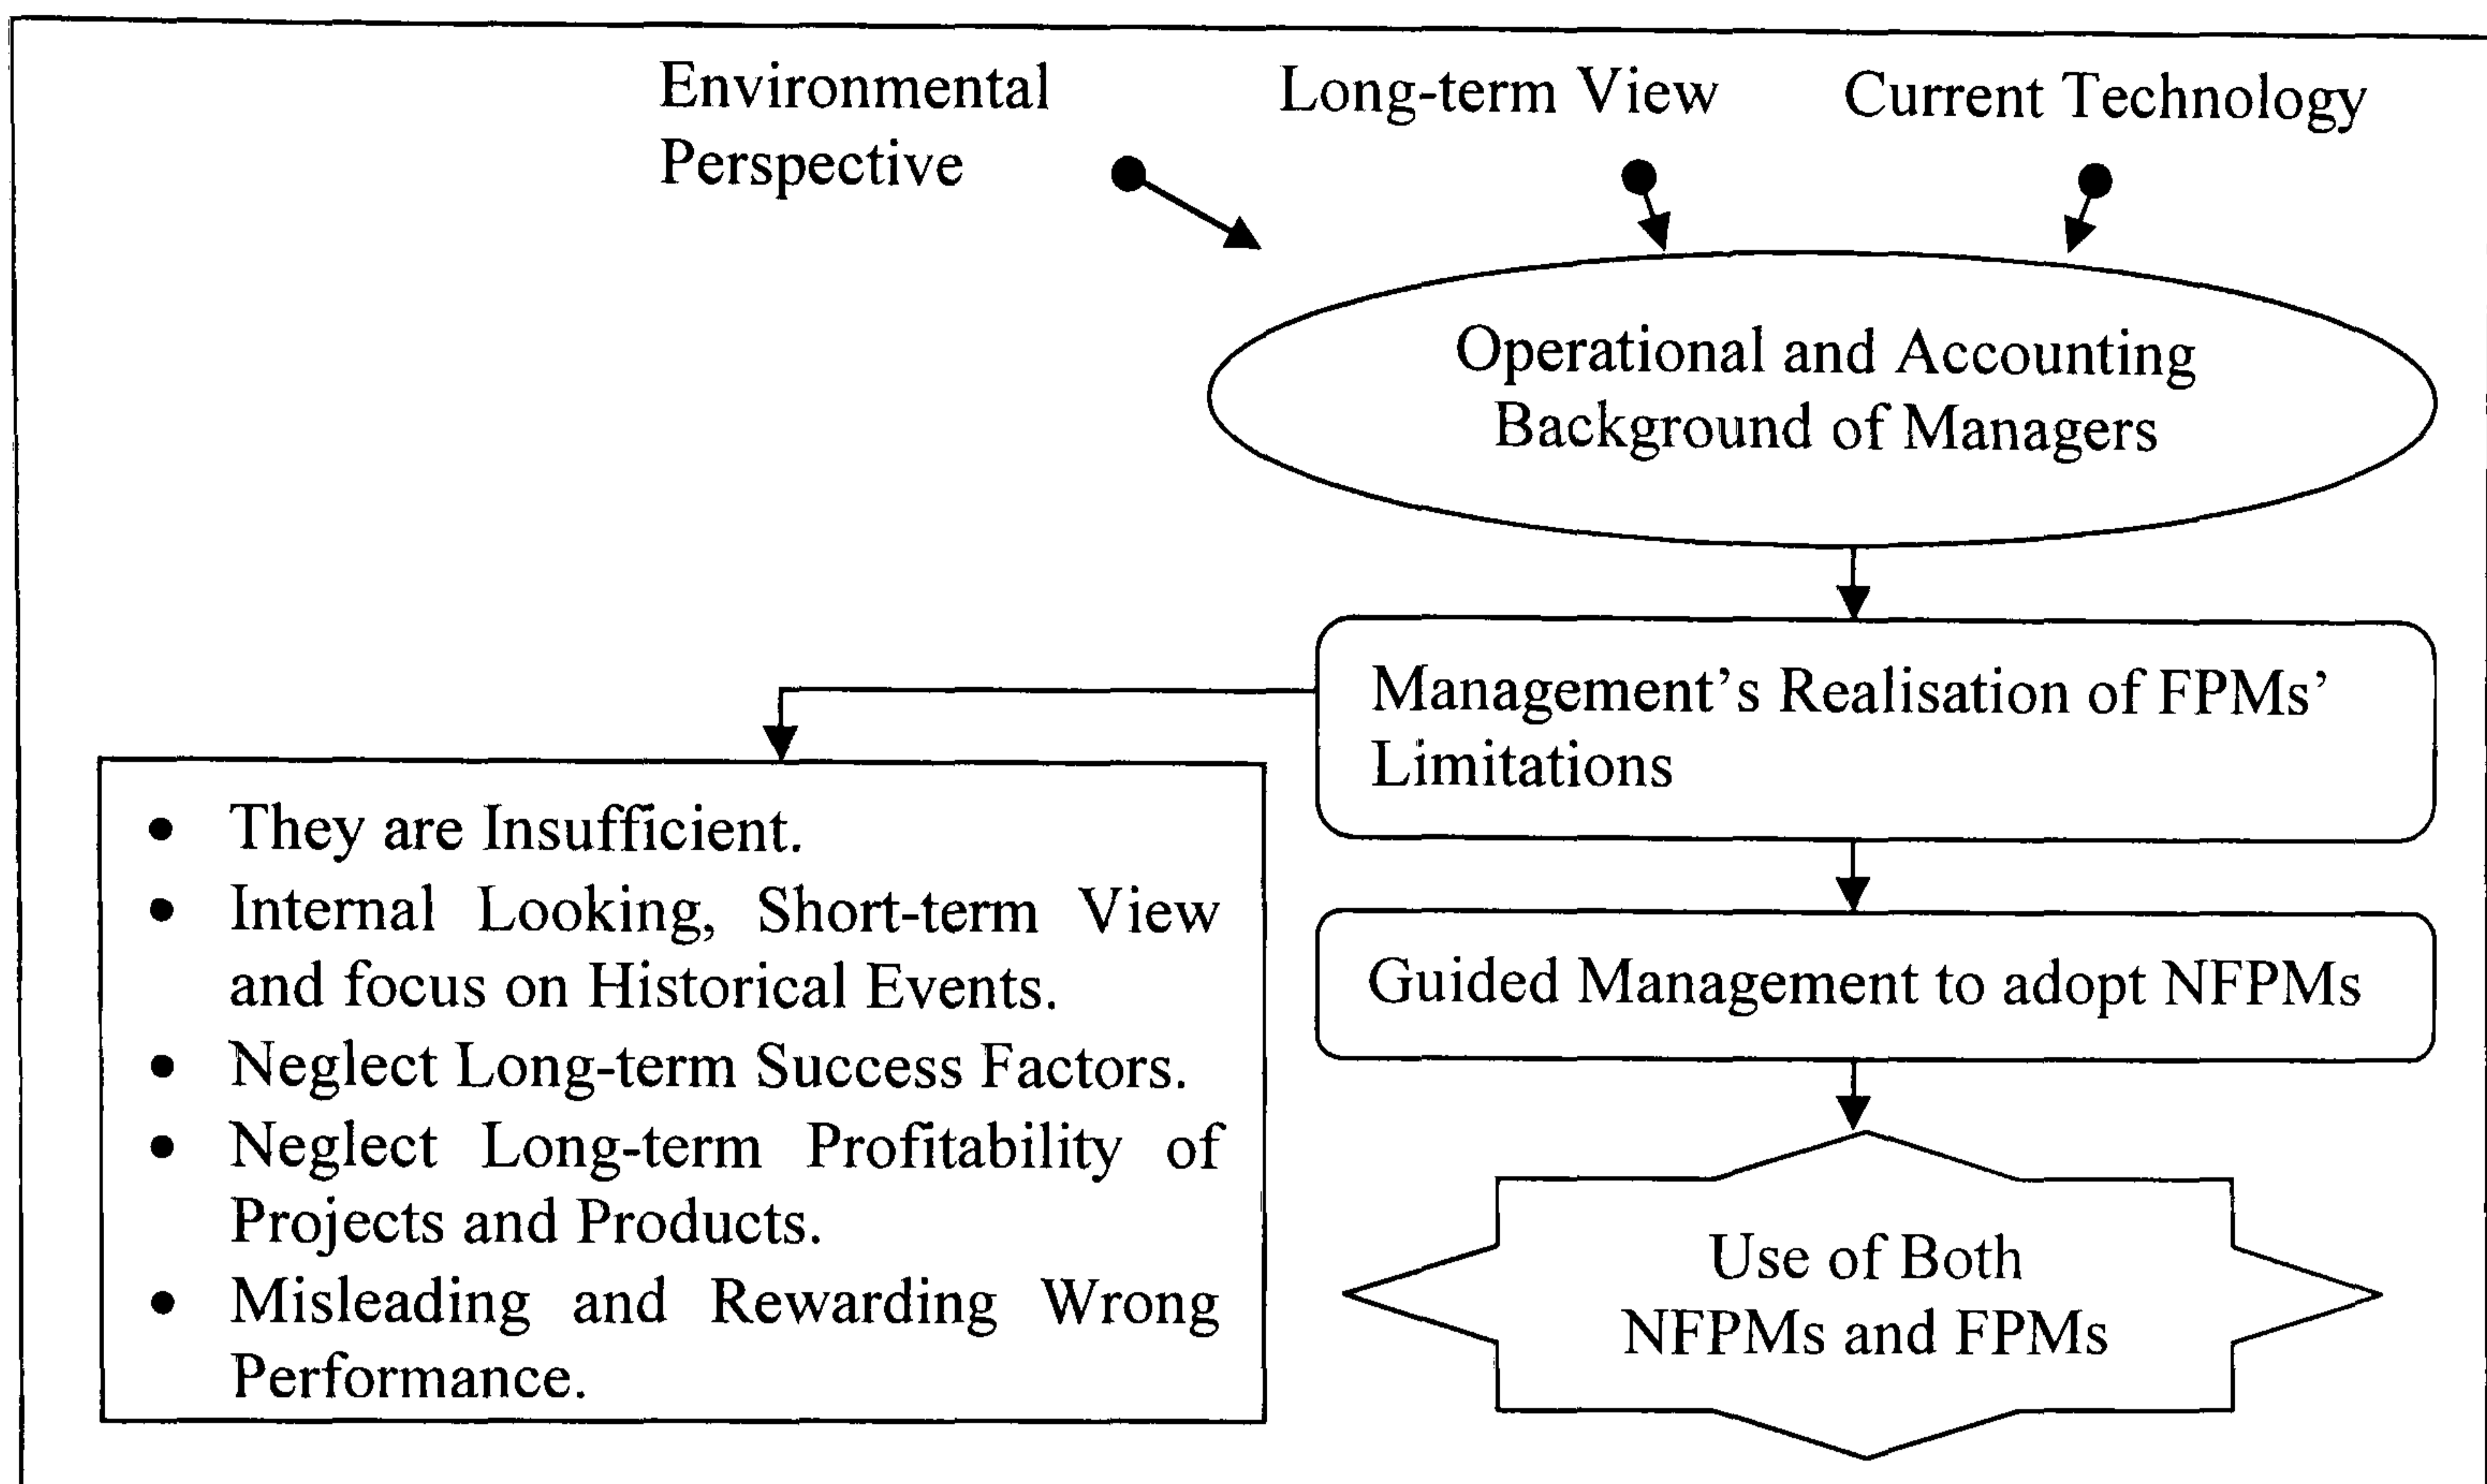 Environmental
Perspective
Long-term View
Current Technology
Operational and Accounting
Background of Managers
Management’s Realisation of FPMs’
Limitations
• They are Insufficient.
• Internal Looking, Short-term View
and focus on Historical Events.
• Neglect Long-term Success Factors.
• Neglect Long-term Profitability of
Projects and Products.
• Misleading and Rewarding Wrong
Performance.
Guided Management to adopt NFPMs
Use of Both
NFPMs and FPMs